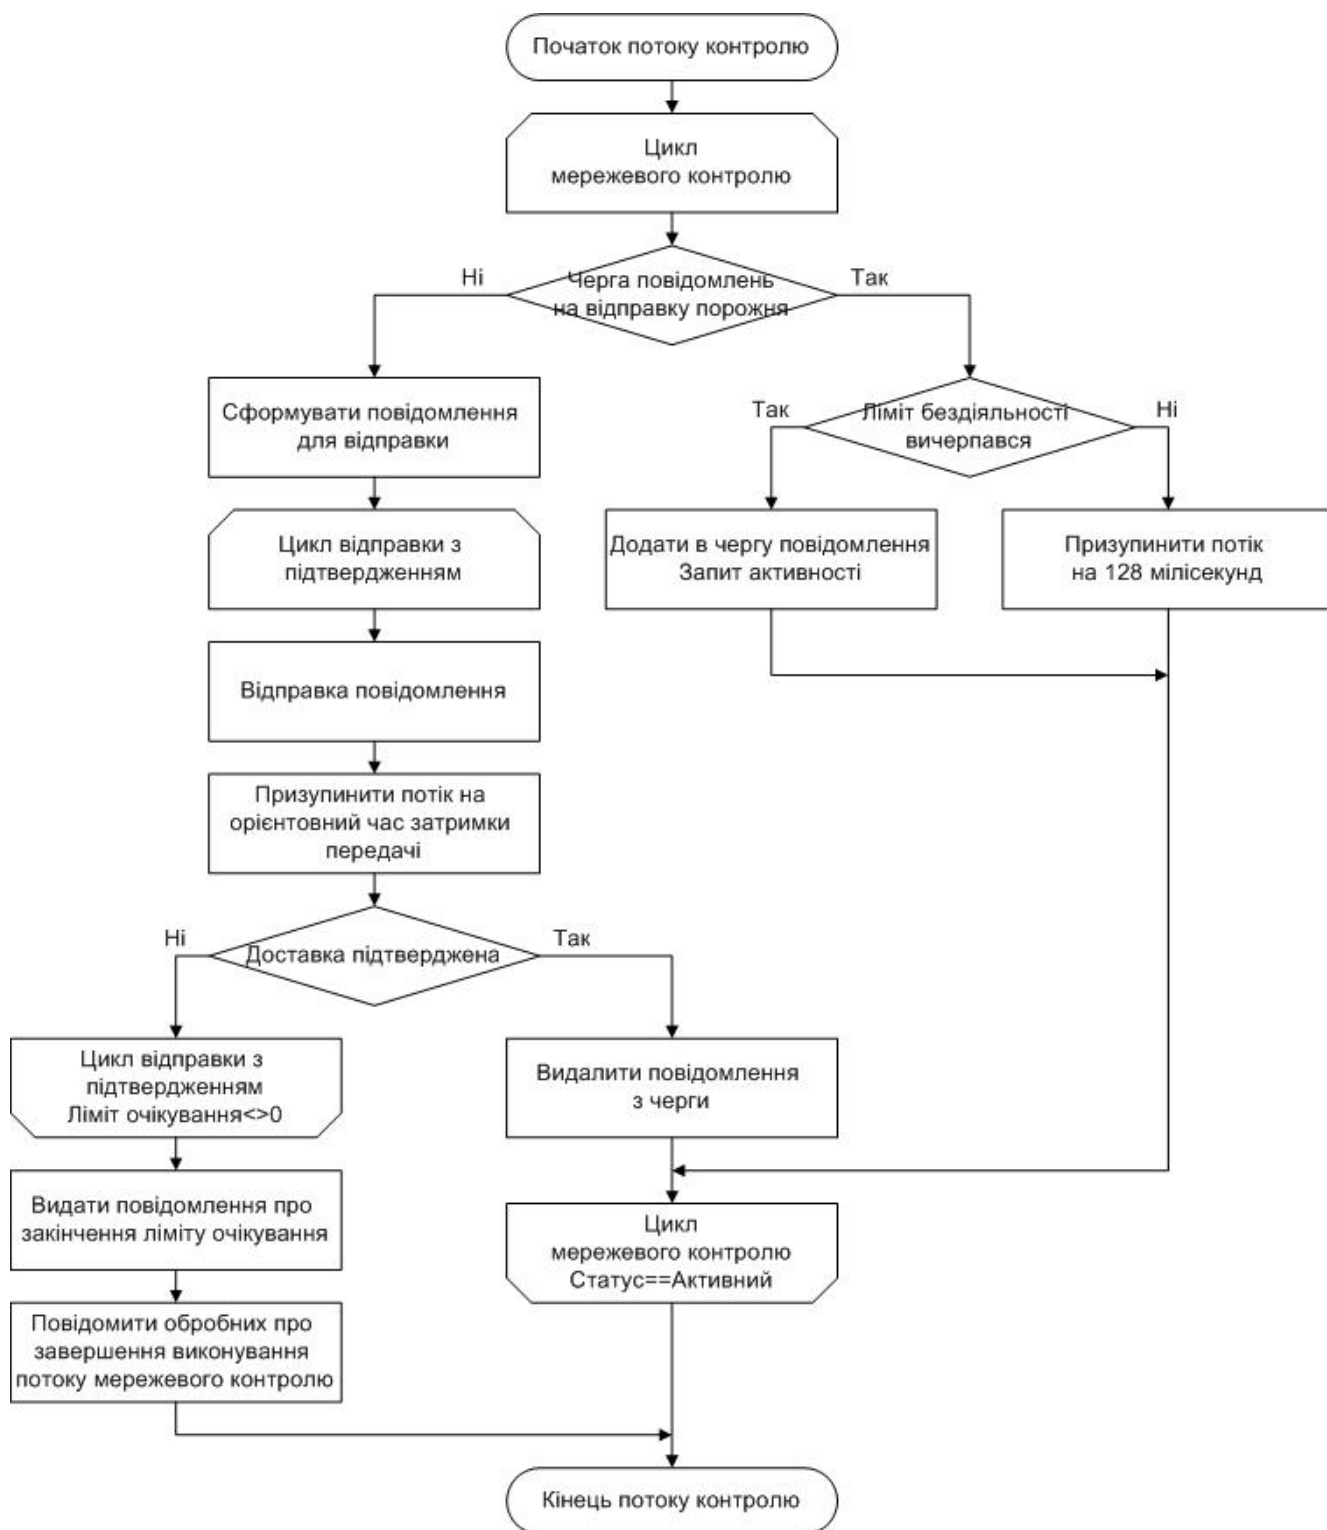 Початок потоку контролю
Цикл
мережевого контролю
Ні
Черга повідомлень
на відправку порожня
Так
Сформувати повідомлення
для відправки
Так
Ліміт бездіяльності
вичерпався
Ні
Цикл відправки з
підтвердженням
Додати в чергу повідомлення
Запит активності
Призупинити потік
на 128 мілісекунд
Відправка повідомлення
Призупинити потік на
орієнтовний час затримки
передачі
Ні
Доставка підтверджена
Так
Цикл відправки з
підтвердженням
Ліміт очікування<>0
Видалити повідомлення
з черги
Видати повідомлення про
закінчення ліміту очікування
Цикл
мережевого контролю
Статус==Активний
Повідомити обробних про
завершення виконування
потоку мережевого контролю
Кінець потоку контролю